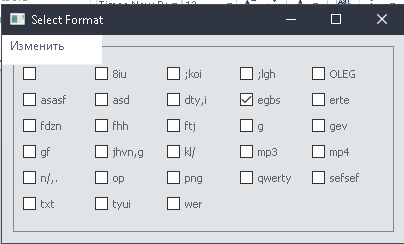 Select Format
Изменить
8iu ;koi ;lgh OLEG
asasf asd dty,i egbs erte
fdzn fhh ftj g gev
gf jhvn,g kl/ mp3 mp4
n/,. op png qwerty sefsef
txt tyui wer